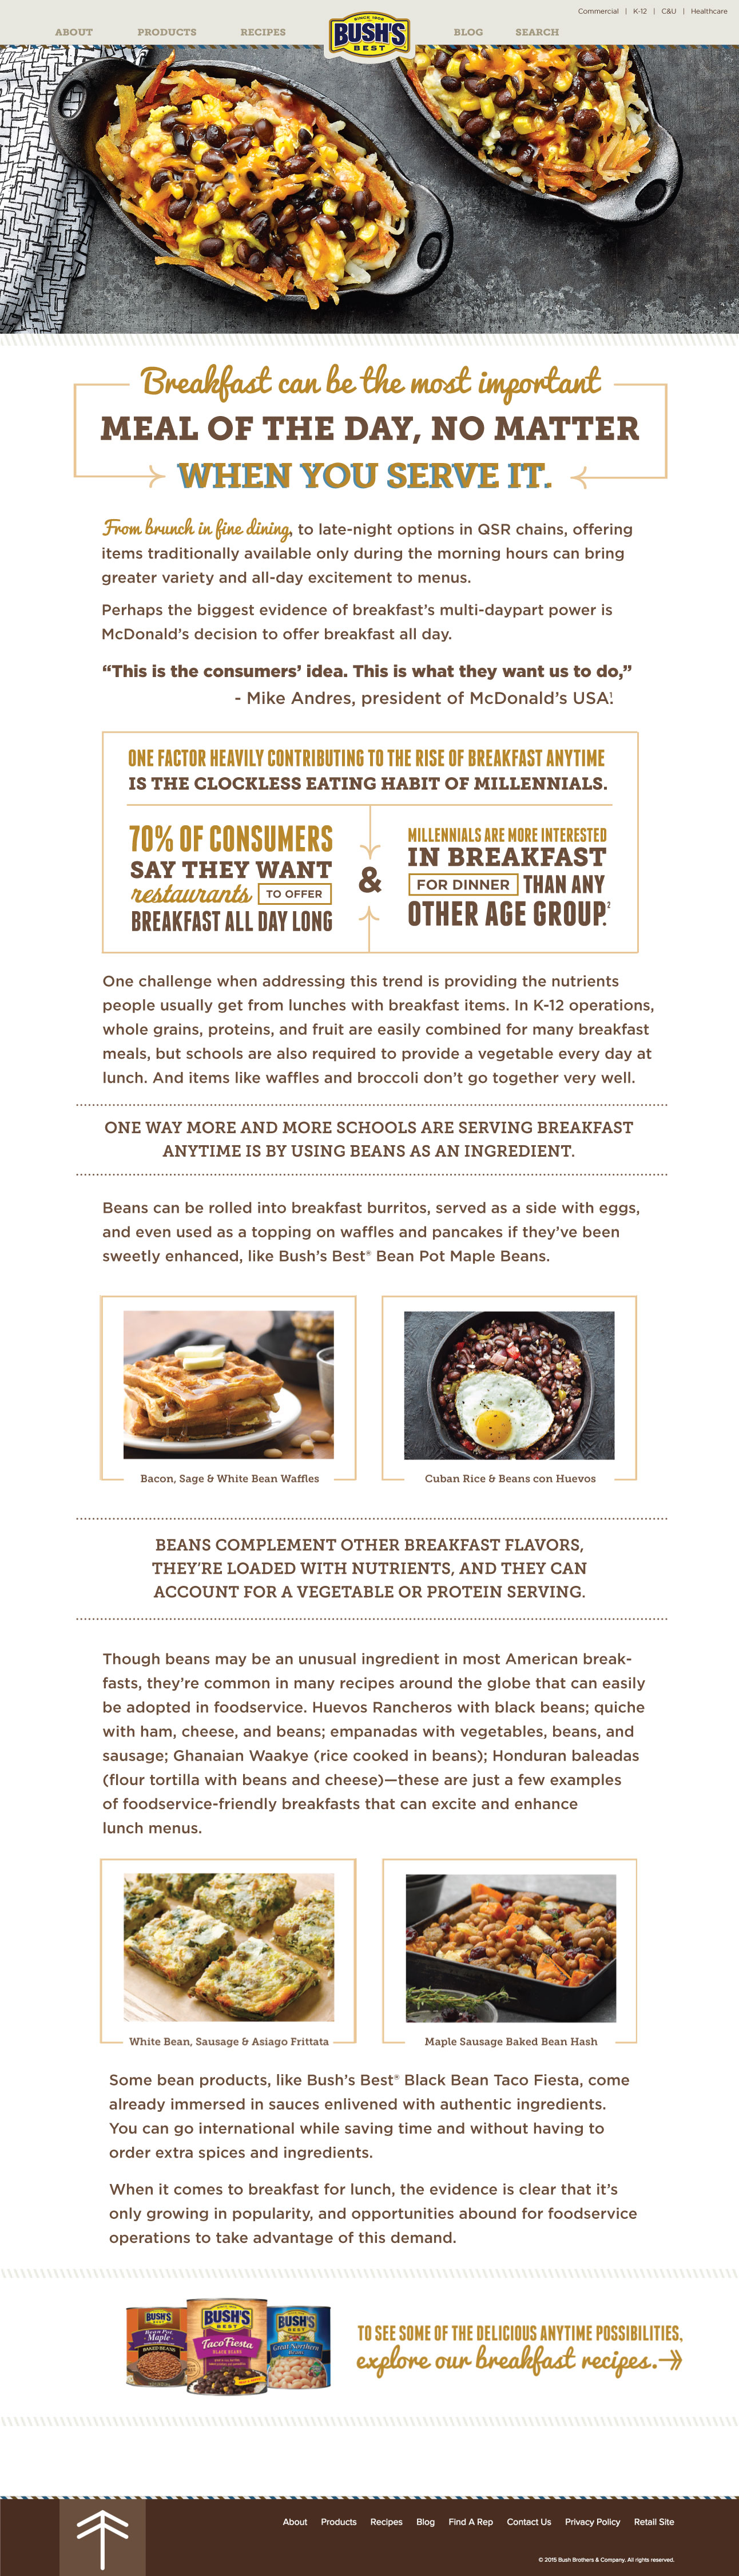 Commercial | K-12 | C&U | Healthcare
ABOUT PRODUCTS RECIPES BLOG SEARCH
SINCE 1908
BUSH'S
BEST
Breakfast can be the most important
MEAL OF THE DAY, NO MATTER
WHEN YOU SERVE IT.
From brunch in fine dining, to late-night options in QSR chains, offering
items traditionally available only during the morning hours can bring
greater variety and all-day excitement to menus.
Perhaps the biggest evidence of breakfast’s multi-daypart power is
McDonald’s decision to offer breakfast all day.
“This is the consumers’ idea. This is what they want us to do,”
- Mike Andres, president of McDonald’s USA.1
ONE FACTOR HEAVILY CONTRIBUTING TO THE RISE OF BREAKFAST ANYTIME
IS THE CLOCKLESS EATING HABIT OF MILLENNIALS.
70% OF CONSUMERS
SAY THEY WANT
restaurants TO OFFER
BREAKFAST ALL DAY LONG
&
MILLENNIALS ARE MORE INTERESTED
IN BREAKFAST
FOR DINNER THAN ANY
OTHER AGE GROUP.2
One challenge when addressing this trend is providing the nutrients
people usually get from lunches with breakfast items. In K-12 operations,
whole grains, proteins, and fruit are easily combined for many breakfast
meals, but schools are also required to provide a vegetable every day at
lunch. And items like waffles and broccoli don’t go together very well.
ONE WAY MORE AND MORE SCHOOLS ARE SERVING BREAKFAST
ANYTIME IS BY USING BEANS AS AN INGREDIENT.
Beans can be rolled into breakfast burritos, served as a side with eggs,
and even used as a topping on waffles and pancakes if they’ve been
sweetly enhanced, like Bush’s Best® Bean Pot Maple Beans.
Bacon, Sage & White Bean Waffles
Cuban Rice & Beans con Huevos
BEANS COMPLEMENT OTHER BREAKFAST FLAVORS,
THEY’RE LOADED WITH NUTRIENTS, AND THEY CAN
ACCOUNT FOR A VEGETABLE OR PROTEIN SERVING.
Though beans may be an unusual ingredient in most American break-
fasts, they’re common in many recipes around the globe that can easily
be adopted in foodservice. Huevos Rancheros with black beans; quiche
with ham, cheese, and beans; empanadas with vegetables, beans, and
sausage; Ghanaian Waakye (rice cooked in beans); Honduran baleadas
(flour tortilla with beans and cheese)—these are just a few examples
of foodservice-friendly breakfasts that can excite and enhance
lunch menus.
White Bean, Sausage & Asiago Frittata
Maple Sausage Baked Bean Hash
Some bean products, like Bush’s Best® Black Bean Taco Fiesta, come
already immersed in sauces enlivened with authentic ingredients.
You can go international while saving time and without having to
order extra spices and ingredients.
When it comes to breakfast for lunch, the evidence is clear that it’s
only growing in popularity, and opportunities abound for foodservice
operations to take advantage of this demand.
BUSH'S
BEST
Bean Pot
Maple
BAKED BEANS
BUSH'S
BEST
Taco Fiesta
BLACK BEANS
BUSH'S
BEST
Great Northern
Beans
TO SEE SOME OF THE DELICIOUS ANYTIME POSSIBILITIES,
explore our breakfast recipes.
About Products Recipes Blog Find A Rep Contact Us Privacy Policy Retail Site
© 2015 Bush Brothers & Company. All rights reserved.